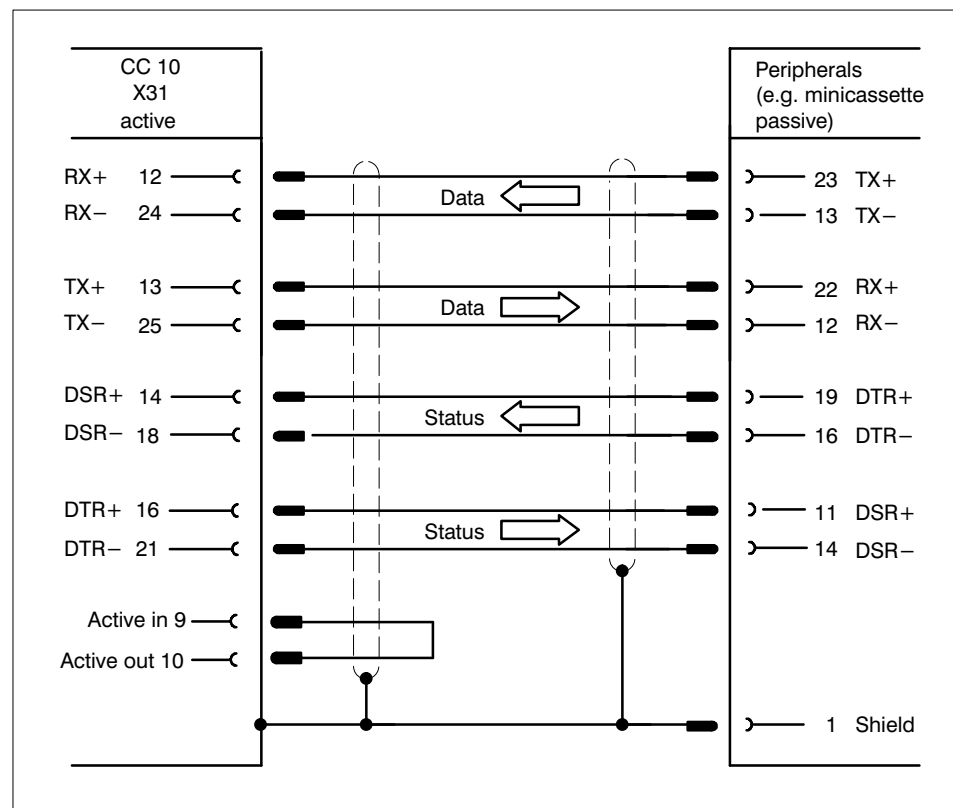 CC 10
X31
active
Peripherals
(e.g. minicassette
passive)
RX+ 12
Data
23 TX+
RX− 24
13 TX−
TX+ 13
Data
22 RX+
TX− 25
12 RX−
DSR+ 14
Status
19 DTR+
DSR− 18
16 DTR−
DTR+ 16
Status
11 DSR+
DTR− 21
14 DSR−
Active in 9
Active out 10
1 Shield